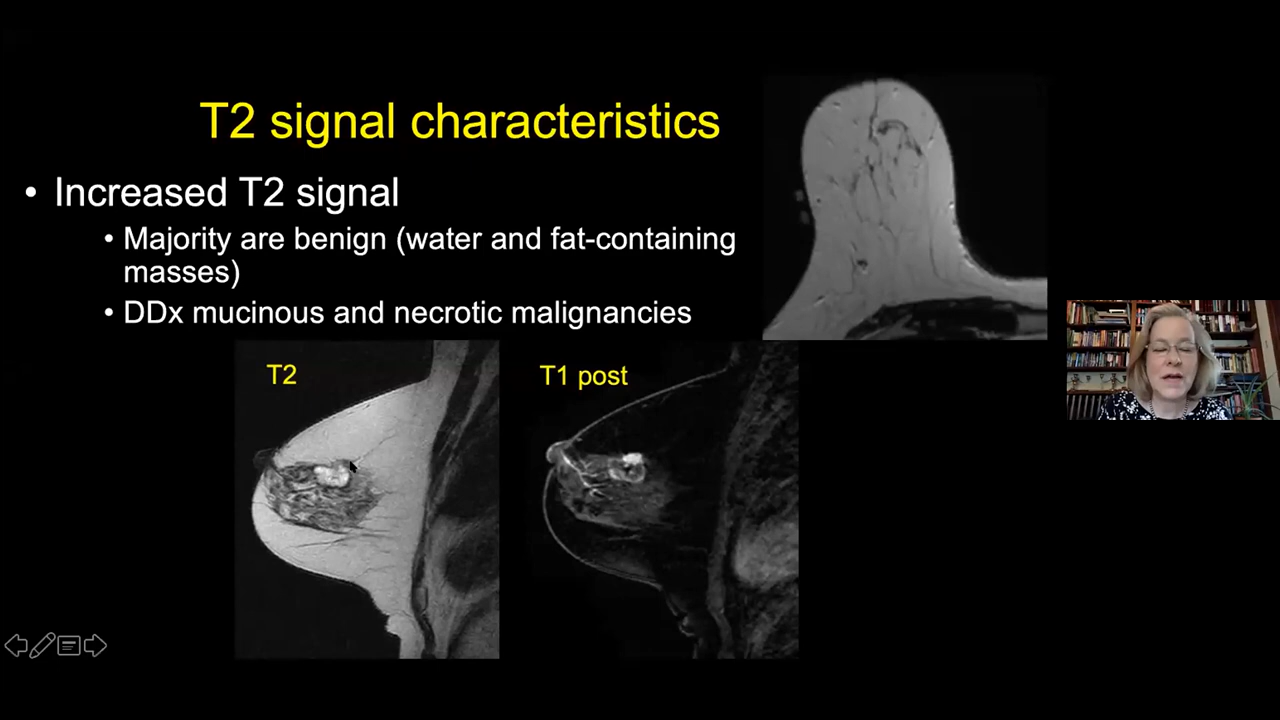 T2 signal characteristics
• Increased T2 signal
• Majority are benign (water and fat-containing
masses)
• DDx mucinous and necrotic malignancies
T2
T1 post